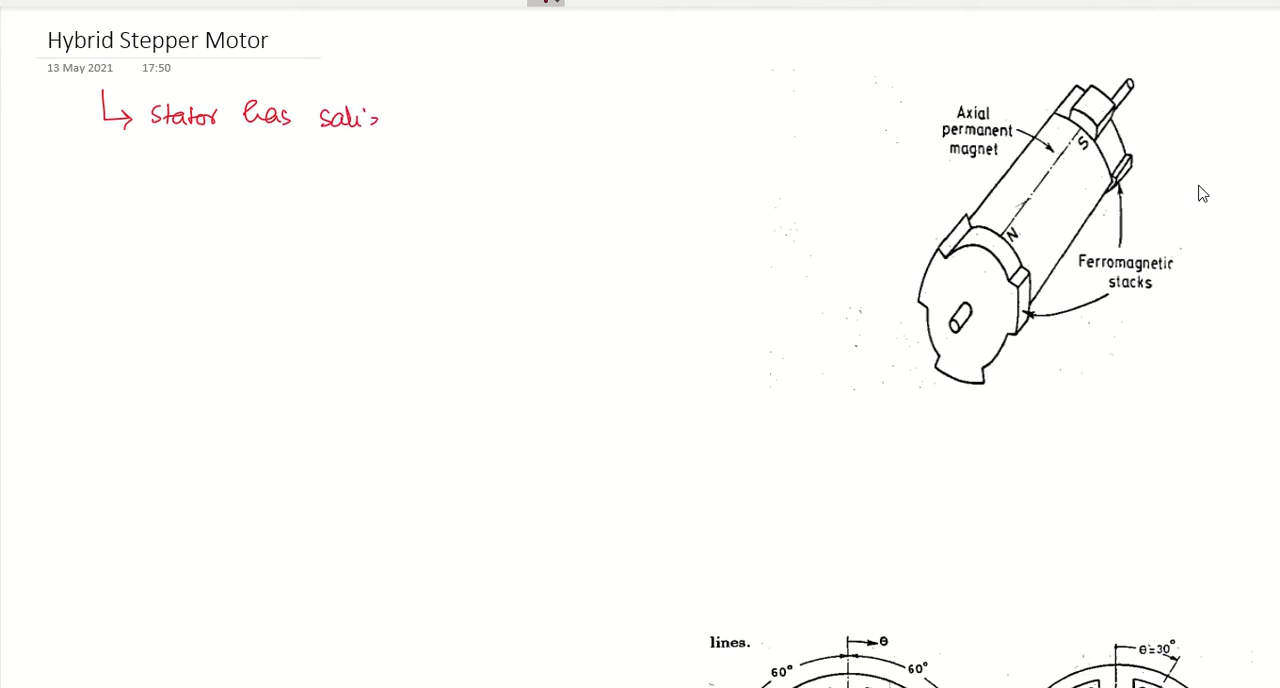 Hybrid Stepper Motor
13 May 2021 17:50
↳ Stator has sali
Axial
permanent
magnet
S
N
Ferromagnetic
stacks
lines.
θ
60° 60°
θ=30°